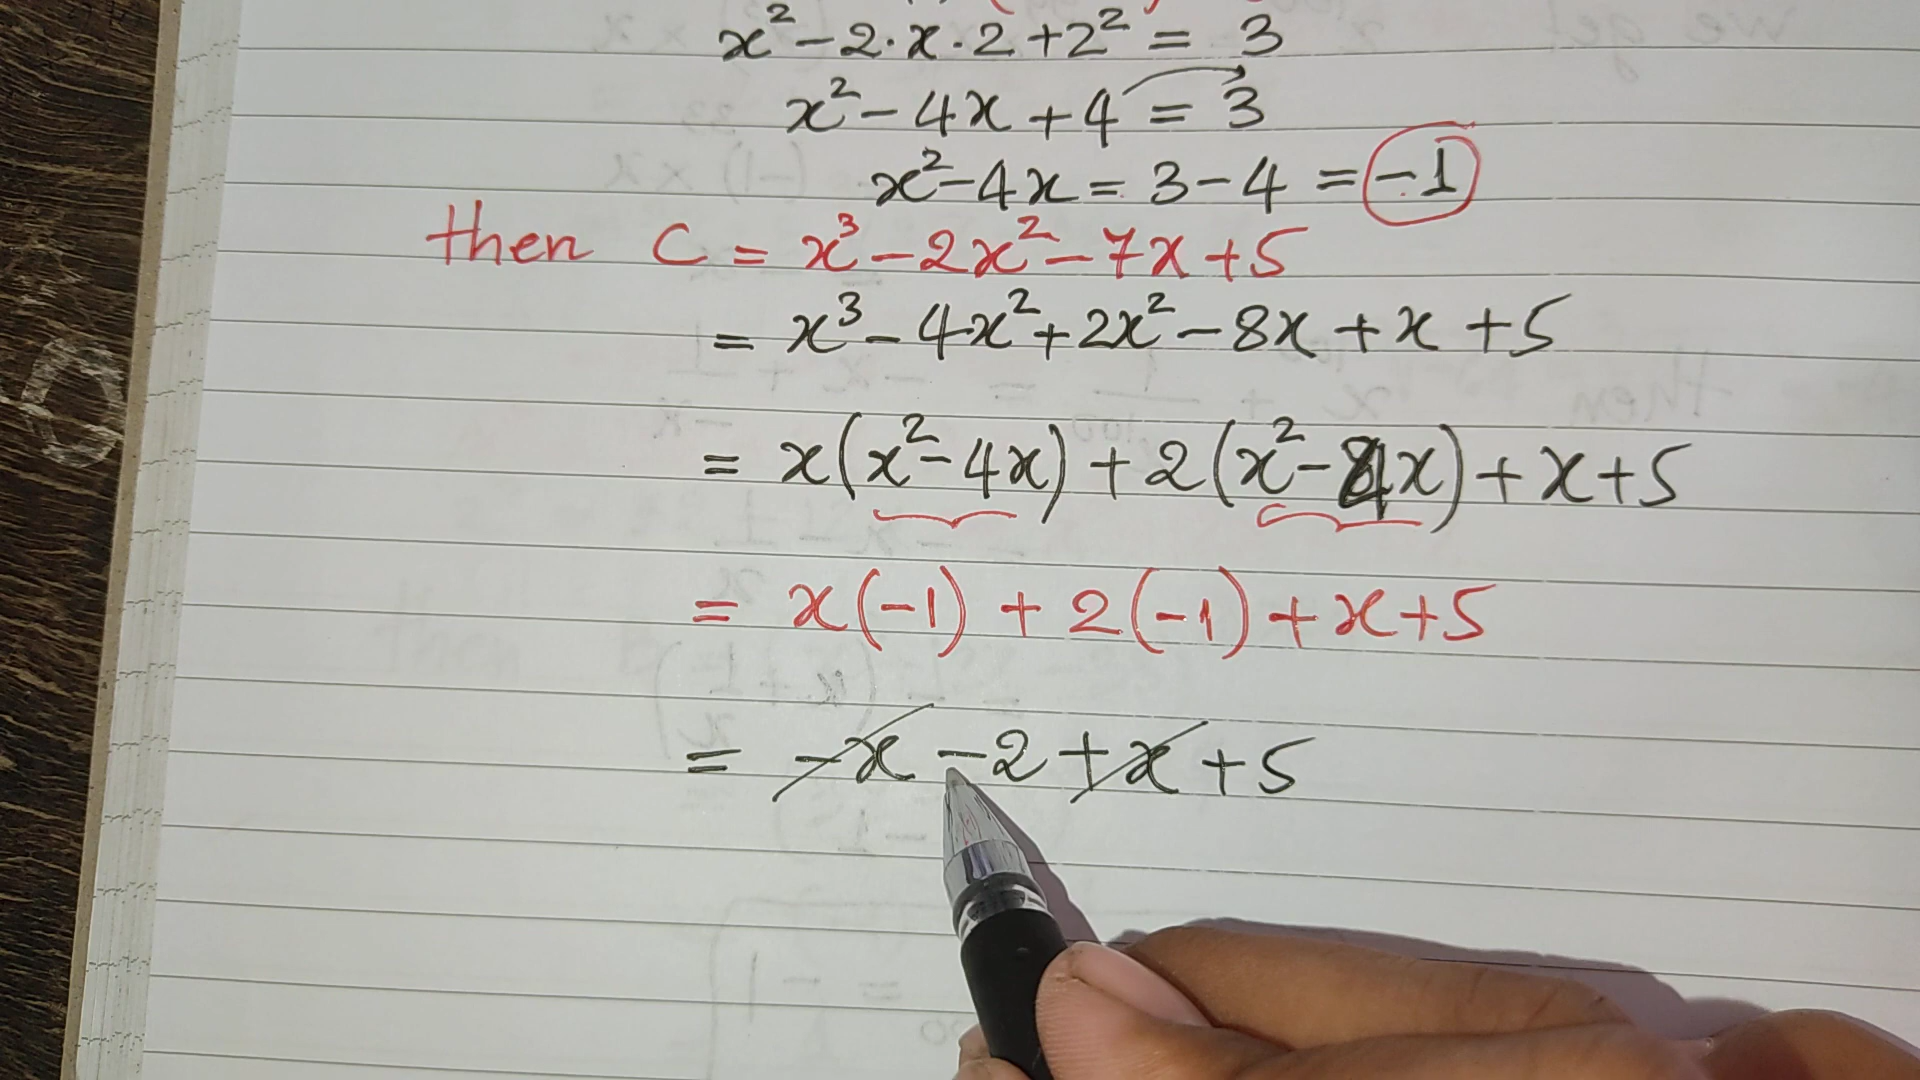 x² - 2·x·2 + 2² = 3
x² - 4x + 4 = 3
x² - 4x = 3 - 4 = -1
then C = x³ - 2x² - 7x + 5
= x³ - 4x² + 2x² - 8x + x + 5
= x(x² - 4x) + 2(x² - 4x) + x + 5
= x(-1) + 2(-1) + x + 5
= -x - 2 + x + 5